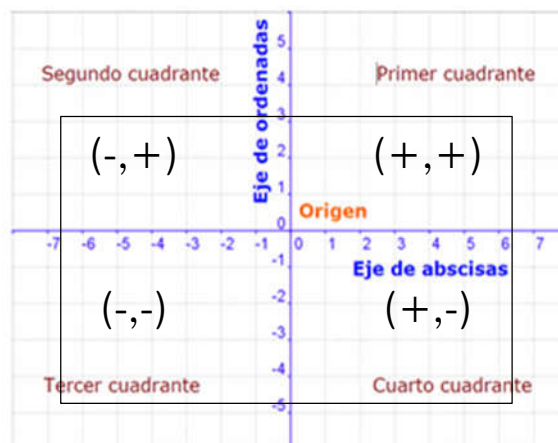 Eje de ordenadas
5
Segundo cuadrante
Primer cuadrante
4
3
(-,+)
(+,+)
2
1
Origen
0
-7 -6 -5 -4 -3 -2 -1 0 1 2 3 4 5 6 7
-1
Eje de abscisas
(-,-)
(+,-)
-2
-3
-4
Tercer cuadrante
Cuarto cuadrante
-5